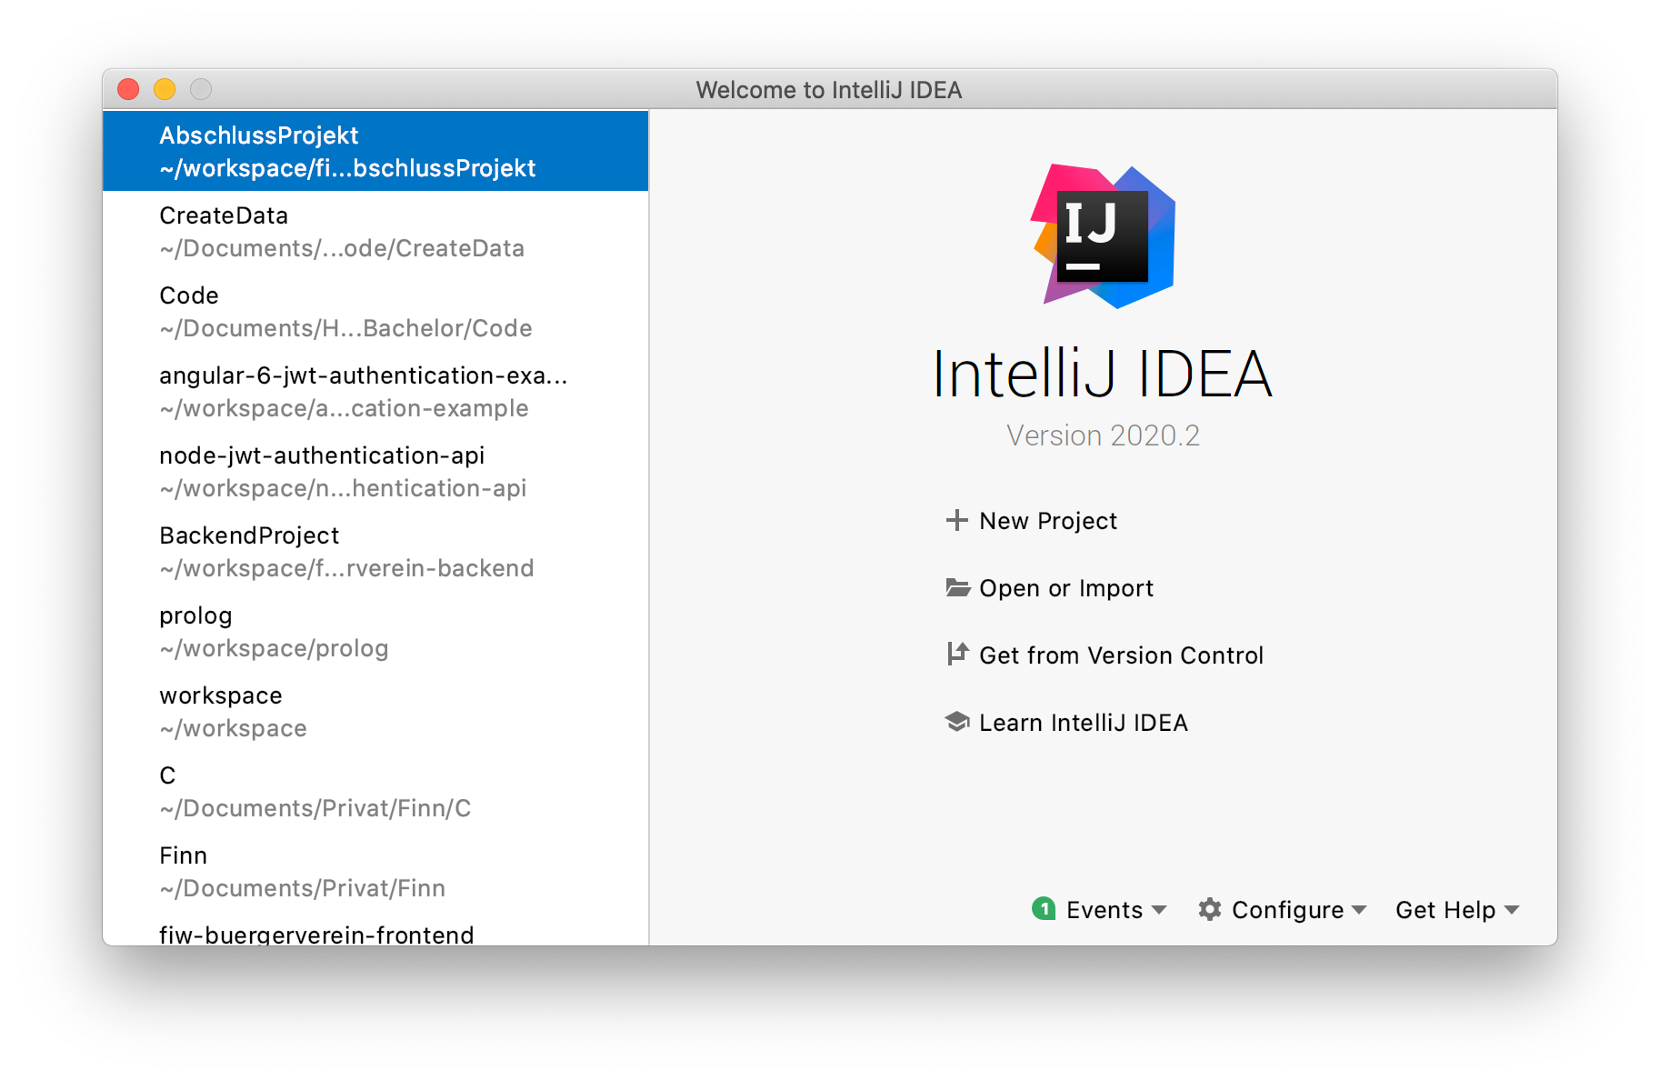 Welcome to IntelliJ IDEA
AbschlussProjekt
~/workspace/fi...bschlussProjekt
CreateData
~/Documents/...ode/CreateData
Code
~/Documents/H...Bachelor/Code
angular-6-jwt-authentication-exa...
~/workspace/a...cation-example
node-jwt-authentication-api
~/workspace/n...hentication-api
BackendProject
~/workspace/f...rverein-backend
prolog
~/workspace/prolog
workspace
~/workspace
C
~/Documents/Privat/Finn/C
Finn
~/Documents/Privat/Finn
fiw-buergerverein-frontend
IJ
IntelliJ IDEA
Version 2020.2
New Project
Open or Import
Get from Version Control
Learn IntelliJ IDEA
1 Events Configure Get Help